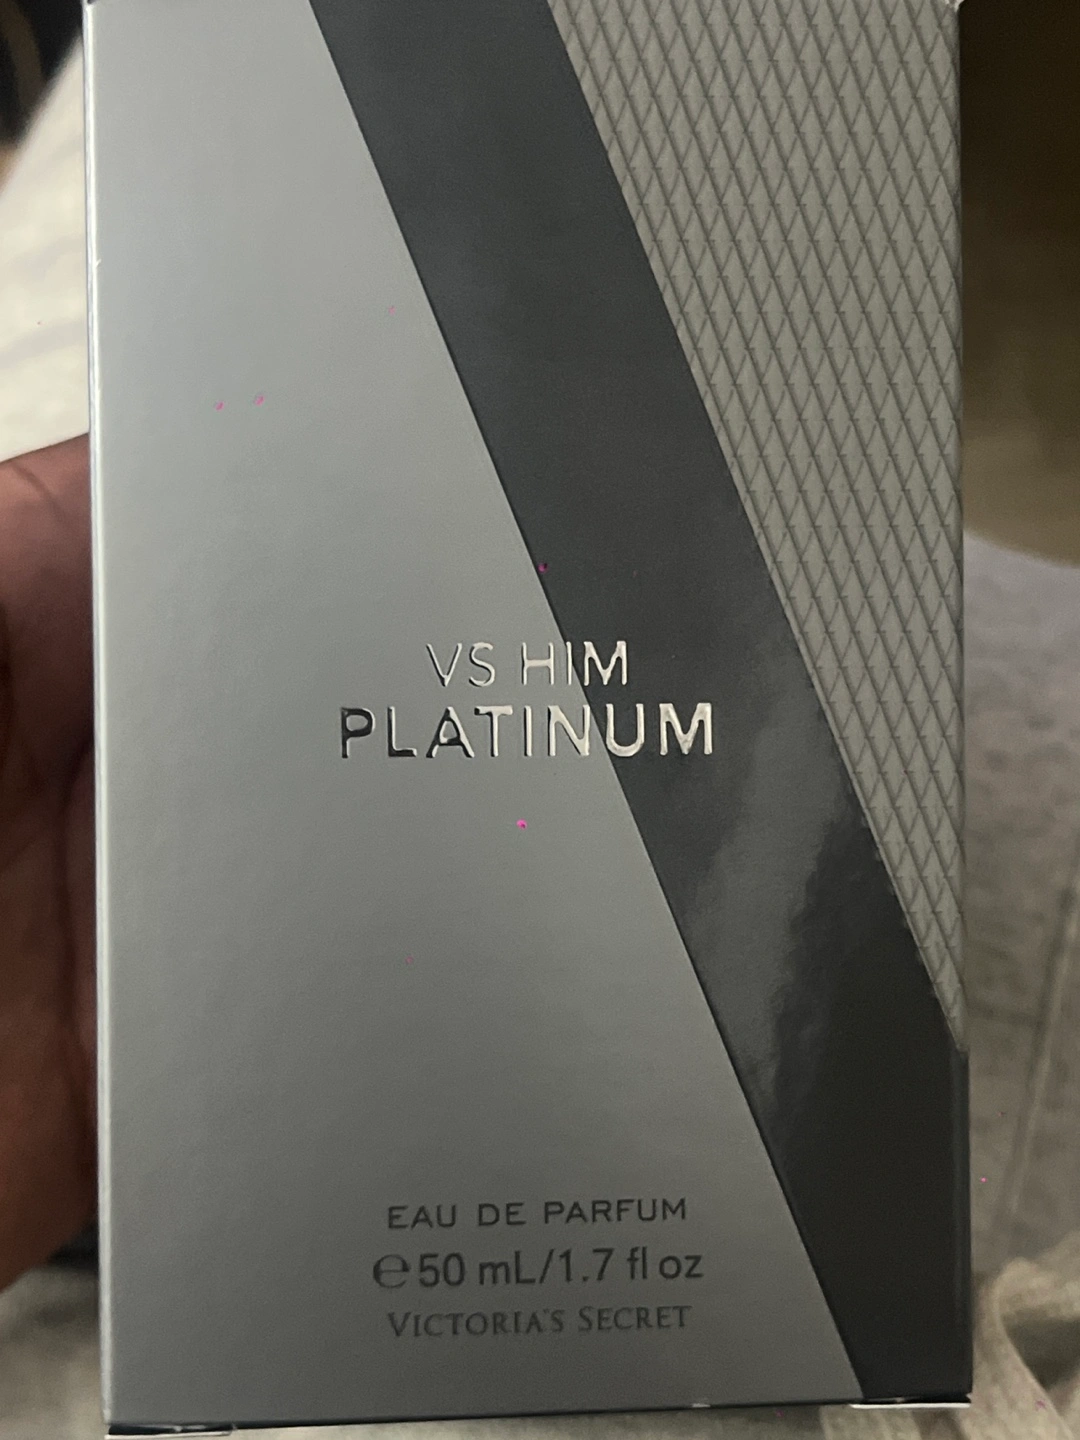 VS HIM
PLATINUM
EAU DE PARFUM
℮50 mL/1.7 fl oz
VICTORIA'S SECRET